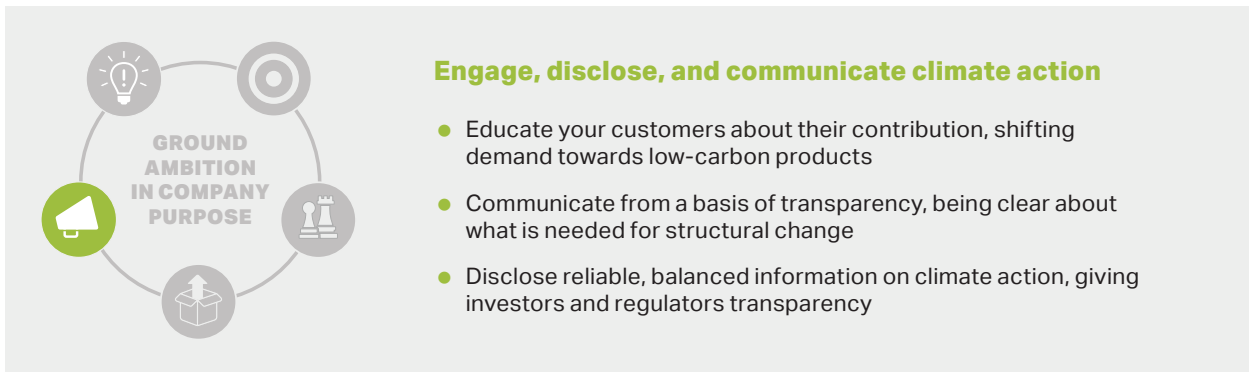 GROUND
AMBITION
IN COMPANY
PURPOSE
Engage, disclose, and communicate climate action
● Educate your customers about their contribution, shifting
demand towards low-carbon products
● Communicate from a basis of transparency, being clear about
what is needed for structural change
● Disclose reliable, balanced information on climate action, giving
investors and regulators transparency